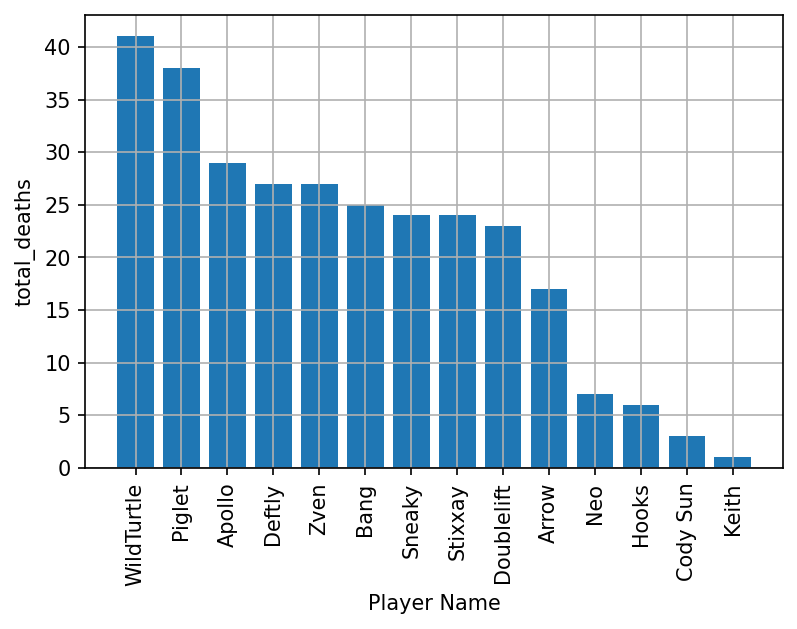 total_deaths
40
35
30
25
20
15
10
5
0
WildTurtle
Piglet
Apollo
Deftly
Zven
Bang
Sneaky
Stixxay
Doublelift
Arrow
Neo
Hooks
Cody Sun
Keith
Player Name